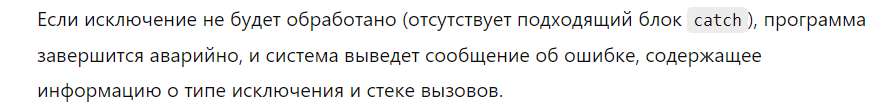 Если исключение не будет обработано (отсутствует подходящий блок catch), программа
завершится аварийно, и система выведет сообщение об ошибке, содержащее
информацию о типе исключения и стеке вызовов.